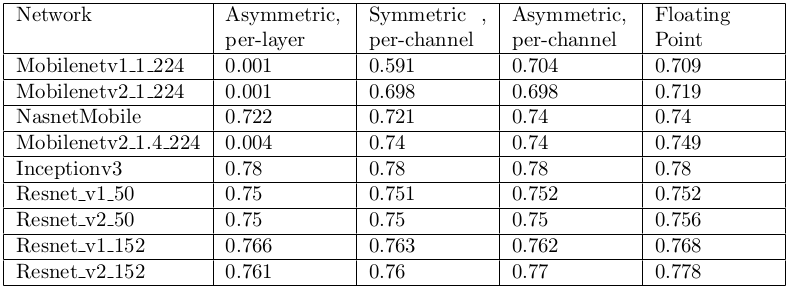 Network Asymmetric, Symmetric , Asymmetric, Floating
per-layer per-channel per-channel Point
Mobilenetv1_1_224 0.001 0.591 0.704 0.709
Mobilenetv2_1_224 0.001 0.698 0.698 0.719
NasnetMobile 0.722 0.721 0.74 0.74
Mobilenetv2_1.4_224 0.004 0.74 0.74 0.749
Inceptionv3 0.78 0.78 0.78 0.78
Resnet_v1_50 0.75 0.751 0.752 0.752
Resnet_v2_50 0.75 0.75 0.75 0.756
Resnet_v1_152 0.766 0.763 0.762 0.768
Resnet_v2_152 0.761 0.76 0.77 0.778